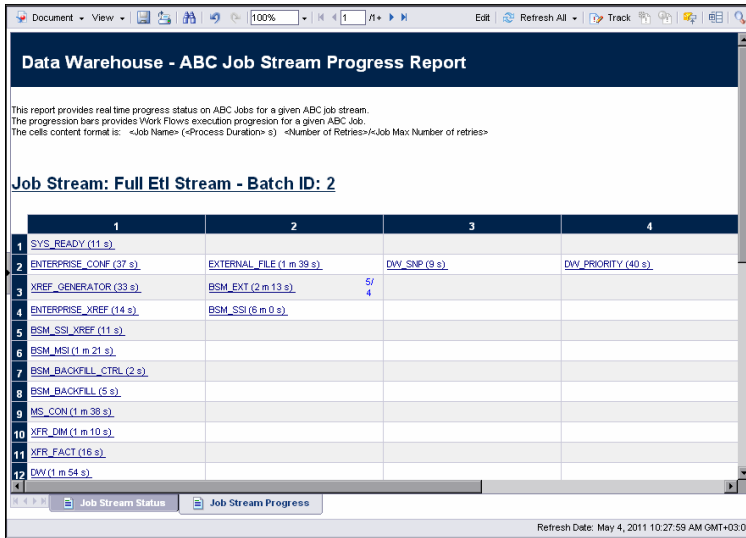 Document View 100% 1 /1+ Edit Refresh All Track
Data Warehouse - ABC Job Stream Progress Report
This report provides real time progress status on ABC Jobs for a given ABC job stream.
The progression bars provides Work Flows execution progresion for a given ABC Job.
The cells content format is: <Job Name> (<Process Duration> s) <Number of Retries>/<Job Max Number of retries>
Job Stream: Full Etl Stream - Batch ID: 2
1 2 3 4
1 SYS_READY (11 s)
2 ENTERPRISE_CONF (37 s) EXTERNAL_FILE (1 m 39 s) DW_SNP (9 s) DW_PRIORITY (40 s)
3 XREF_GENERATOR (33 s) BSM_EXT (2 m 13 s) 5/
4
4 ENTERPRISE_XREF (14 s) BSM_SSI (6 m 0 s)
5 BSM_SSI_XREF (11 s)
6 BSM_MSI (1 m 21 s)
7 BSM_BACKFILL_CTRL (2 s)
8 BSM_BACKFILL (5 s)
9 MS_CON (1 m 38 s)
10 XFR_DIM (1 m 10 s)
11 XFR_FACT (16 s)
12 DW (1 m 54 s)
Job Stream Status Job Stream Progress
Refresh Date: May 4, 2011 10:27:59 AM GMT+03:0